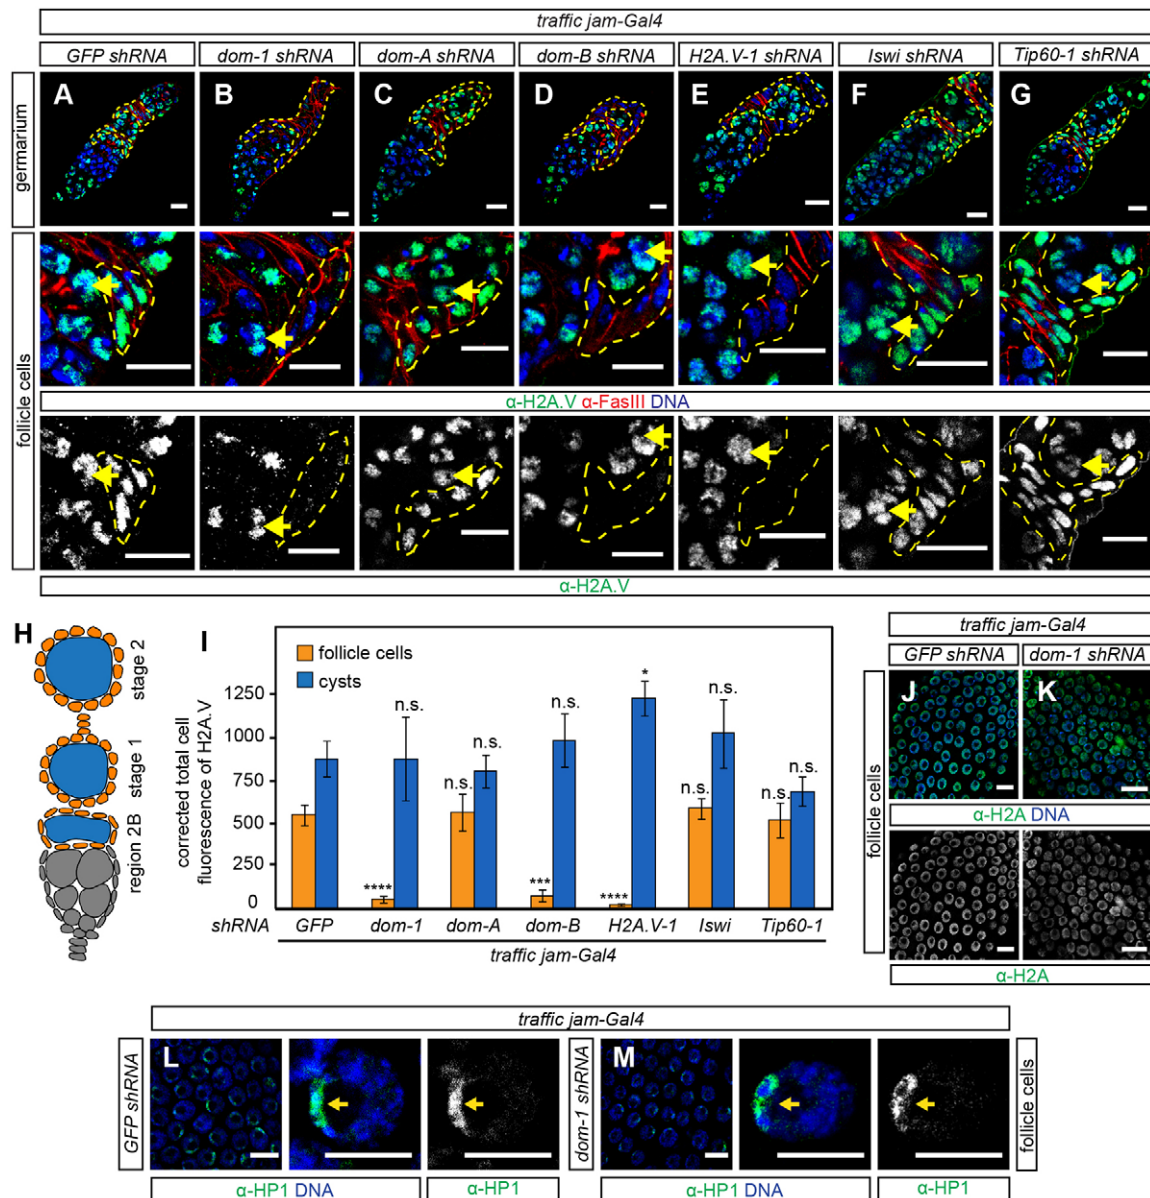 traffic jam-Gal4
GFP shRNA dom-1 shRNA dom-A shRNA dom-B shRNA H2A.V-1 shRNA Iswi shRNA Tip60-1 shRNA
A B C D E F G
germarium
follicle cells
α-H2A.V α-FasIII DNA
α-H2A.V
H
stage 2
stage 1
region 2B
I
follicle cells
cysts
corrected total cell
fluorescence of H2A.V
1250
1000
750
500
250
0
**** n.s. n.s. n.s. *** n.s. **** * n.s. n.s. n.s. n.s.
shRNA GFP dom-1 dom-A dom-B H2A.V-1 Iswi Tip60-1
traffic jam-Gal4
traffic jam-Gal4
GFP shRNA dom-1 shRNA
J K
follicle cells
α-H2A DNA
α-H2A
traffic jam-Gal4
GFP shRNA
L
dom-1 shRNA
M
follicle cells
α-HP1 DNA α-HP1 α-HP1 DNA α-HP1